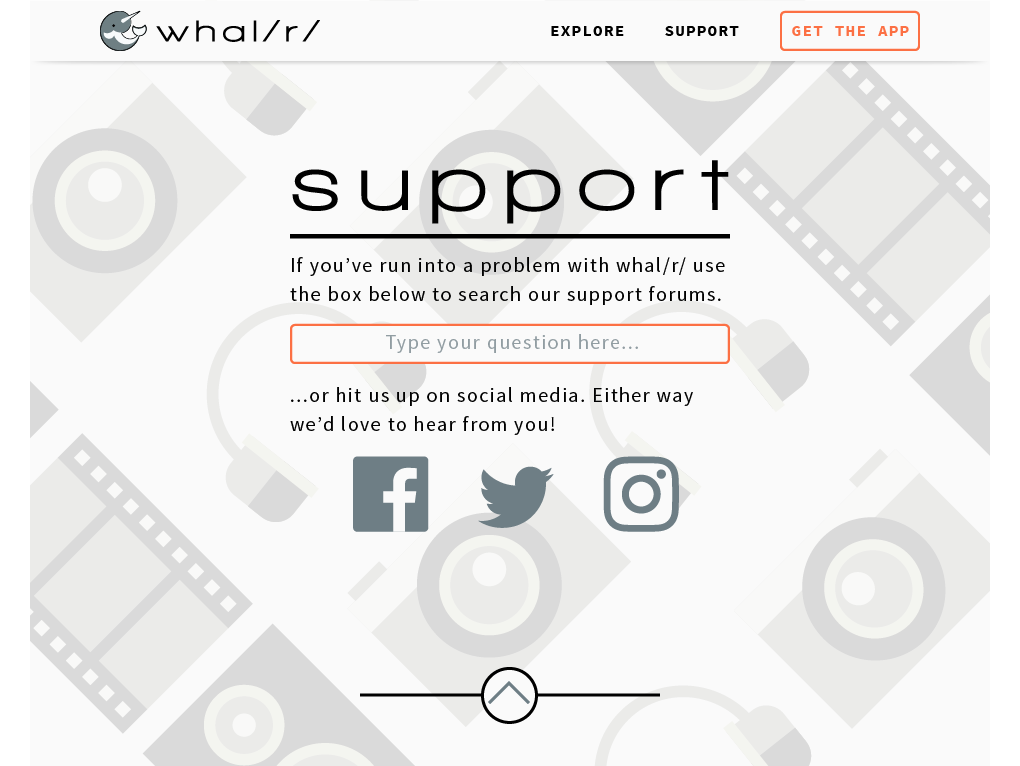 whal/r/
EXPLORE
SUPPORT
GET THE APP
support
If you’ve run into a problem with whal/r/ use
the box below to search our support forums.
Type your question here...
...or hit us up on social media. Either way
we’d love to hear from you!